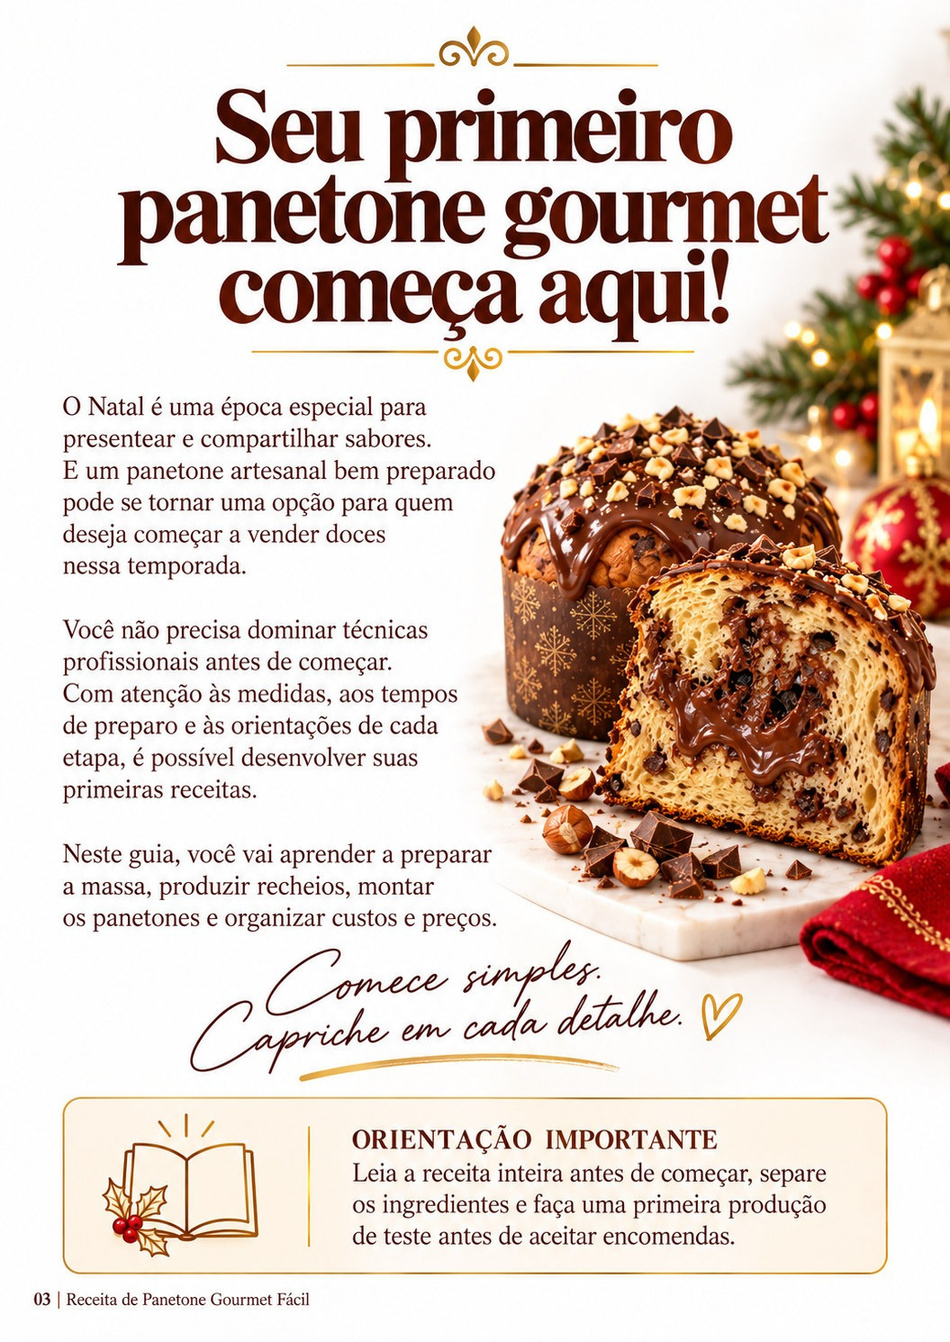 Seu primeiro
panetone gourmet
começa aqui!
O Natal é uma época especial para
presentear e compartilhar sabores.
E um panetone artesanal bem preparado
pode se tornar uma opção para quem
deseja começar a vender doces
nessa temporada.
Você não precisa dominar técnicas
profissionais antes de começar.
Com atenção às medidas, aos tempos
de preparo e às orientações de cada
etapa, é possível desenvolver suas
primeiras receitas.
Neste guia, você vai aprender a preparar
a massa, produzir recheios, montar
os panetones e organizar custos e preços.
Comece simples.
Capriche em cada detalhe.
ORIENTAÇÃO IMPORTANTE
Leia a receita inteira antes de começar, separe
os ingredientes e faça uma primeira produção
de teste antes de aceitar encomendas.
03 | Receita de Panetone Gourmet Fácil